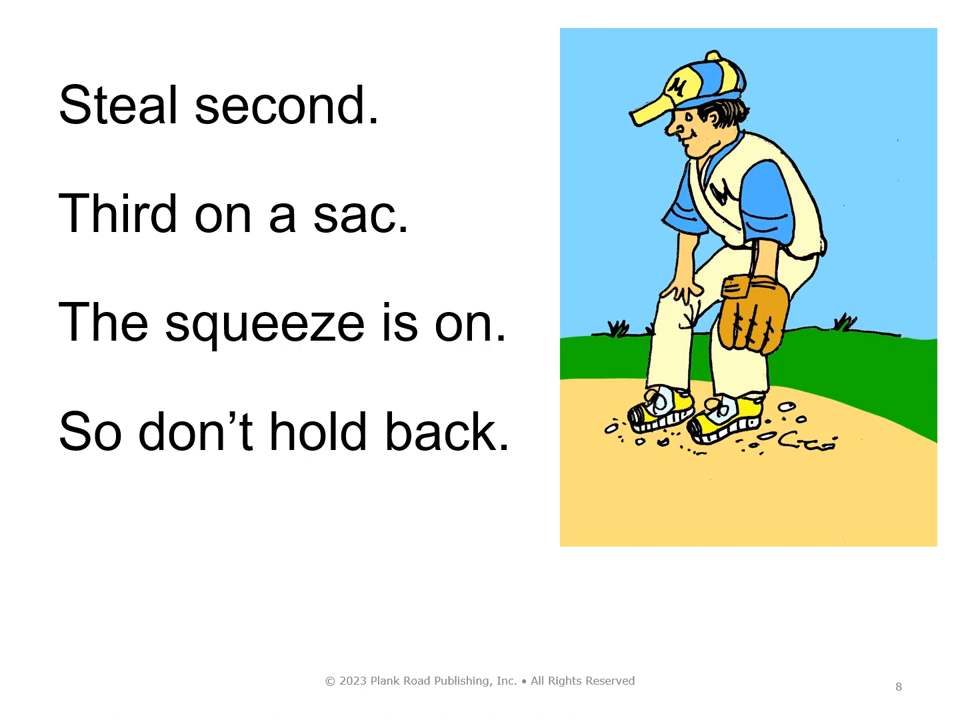 Steal second.
Third on a sac.
The squeeze is on.
So don’t hold back.
M
M
© 2023 Plank Road Publishing, Inc. • All Rights Reserved
8